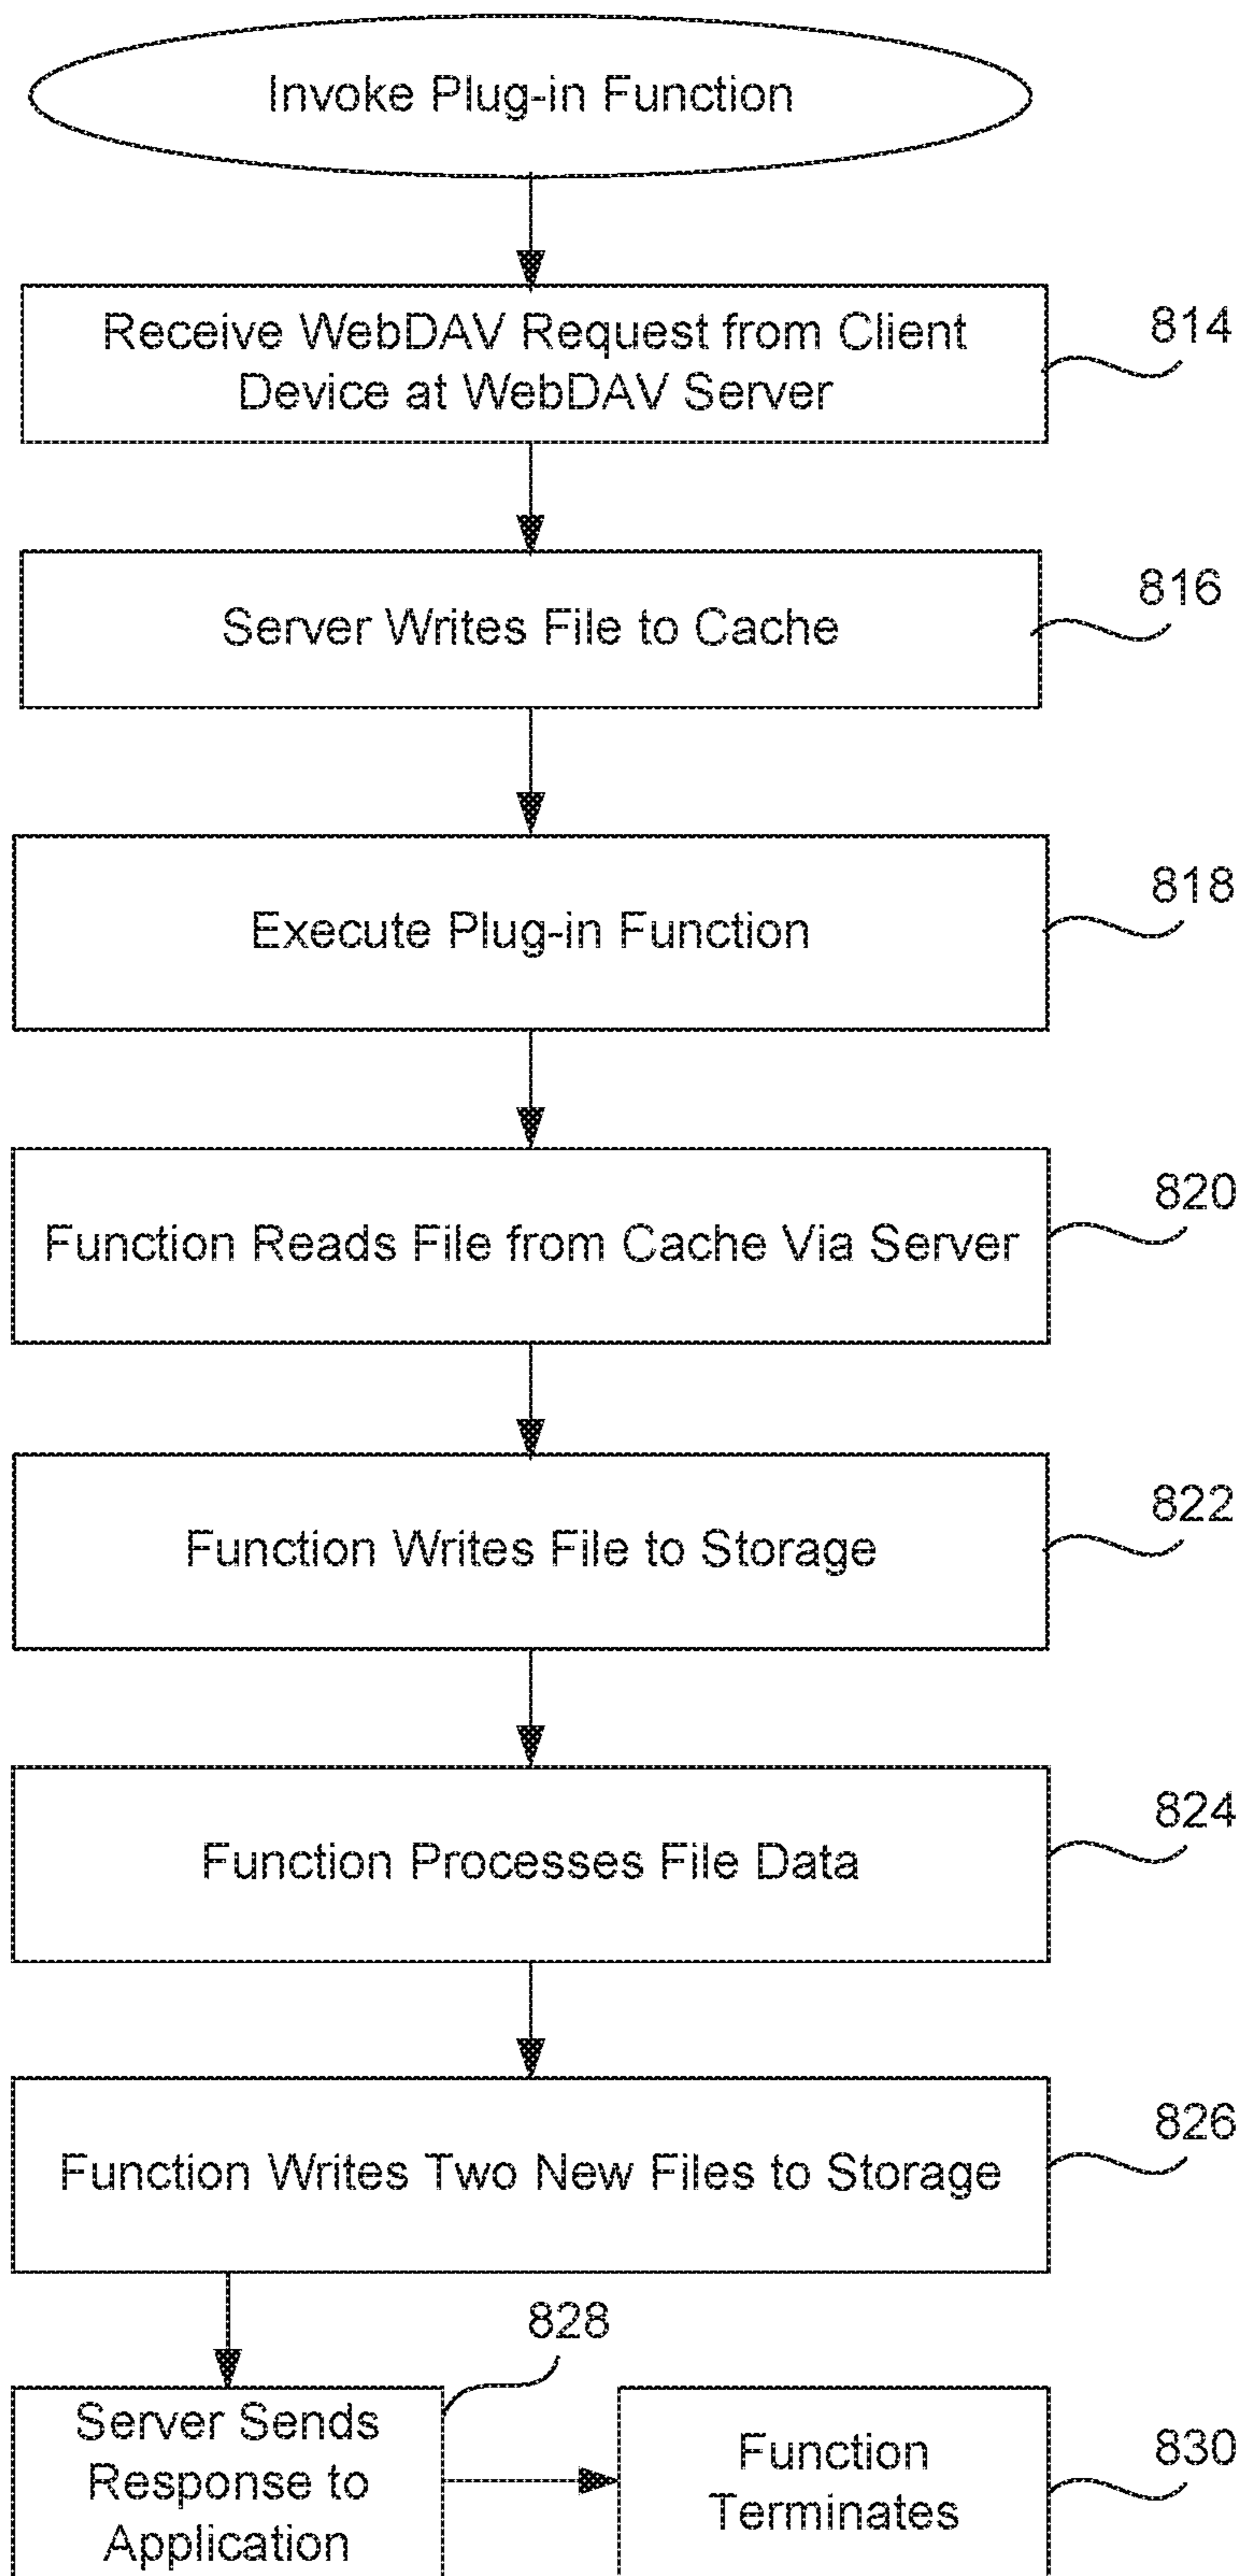 Invoke Plug-in Function
Receive WebDAV Request from Client
Device at WebDAV Server
814
Server Writes File to Cache
816
Execute Plug-in Function
818
Function Reads File from Cache Via Server
820
Function Writes File to Storage
822
Function Processes File Data
824
Function Writes Two New Files to Storage
826
Server Sends
Response to
Application
828
Function
Terminates
830